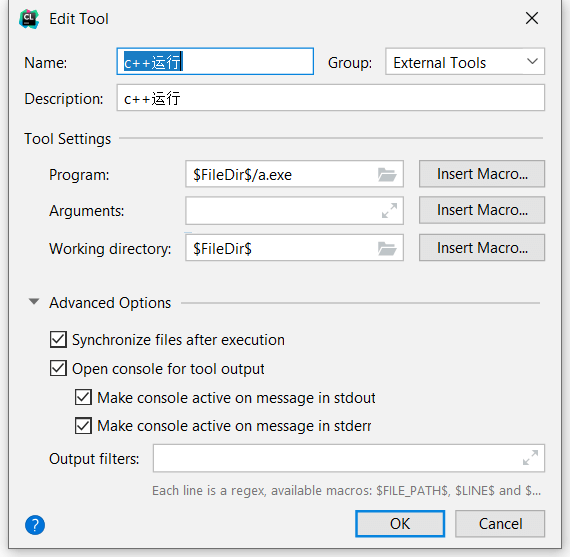 CL Edit Tool
Name: c++运行 Group: External Tools
Description: c++运行
Tool Settings
Program: $FileDir$/a.exe Insert Macro...
Arguments: Insert Macro...
Working directory: $FileDir$ Insert Macro...
Advanced Options
Synchronize files after execution
Open console for tool output
Make console active on message in stdout
Make console active on message in stderr
Output filters:
Each line is a regex, available macros: $FILE_PATH$, $LINE$ and $...
? OK Cancel